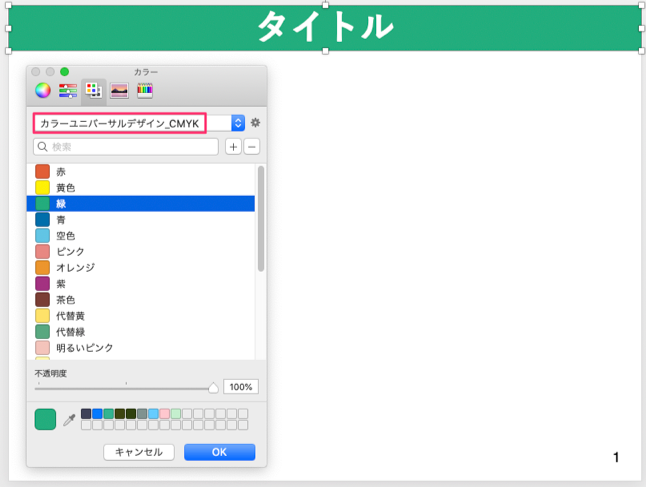 タイトル
カラー
カラーユニバーサルデザイン_CMYK
検索
赤
黄色
緑
青
空色
ピンク
オレンジ
紫
茶色
代替黄
代替緑
明るいピンク
不透明度
100%
キャンセル
OK
1